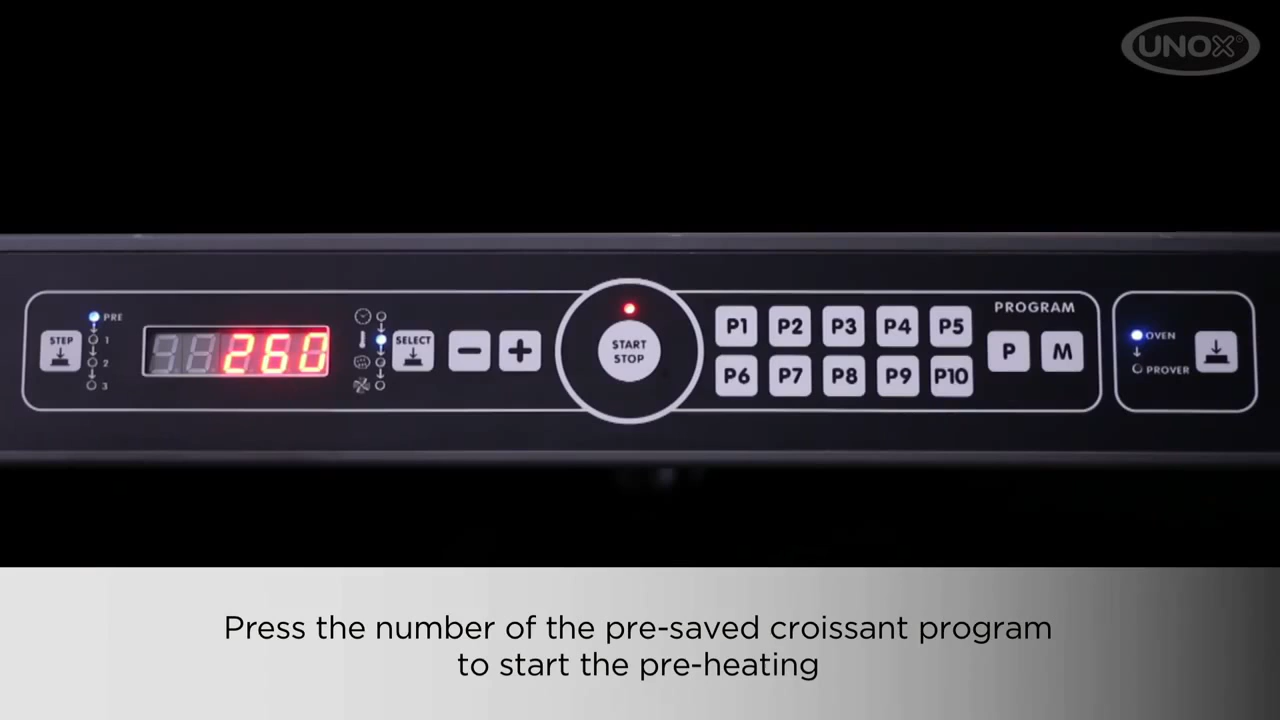 UNOX®
STEP
PRE
1
2
3
260
SELECT
- +
START
STOP
P1 P2 P3 P4 P5
P6 P7 P8 P9 P10
PROGRAM
P M
OVEN
PROVER
Press the number of the pre-saved croissant program
to start the pre-heating